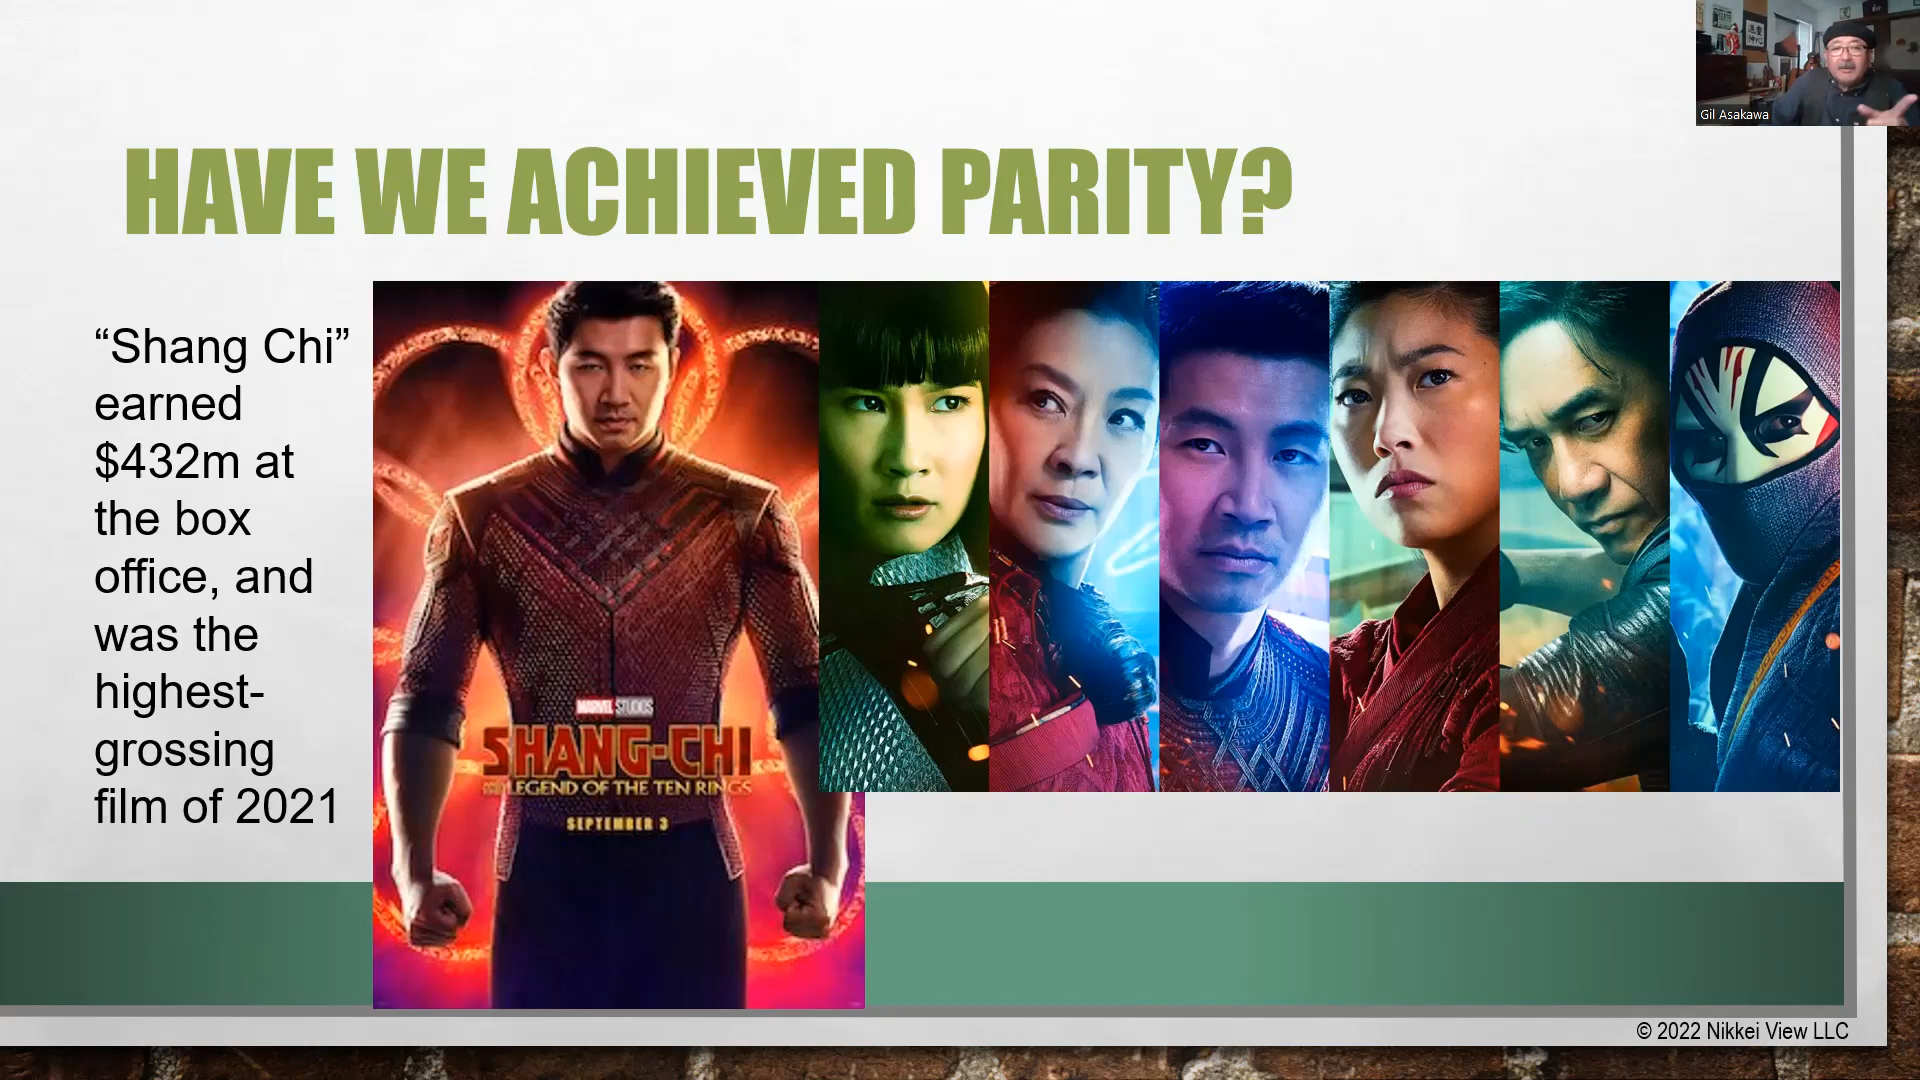 Gil Asakawa
HAVE WE ACHIEVED PARITY?
“Shang Chi”
earned
$432m at
the box
office, and
was the
highest-
grossing
film of 2021
MARVEL STUDIOS
SHANG-CHI
LEGEND OF THE TEN RINGS
SEPTEMBER 3
© 2022 Nikkei View LLC